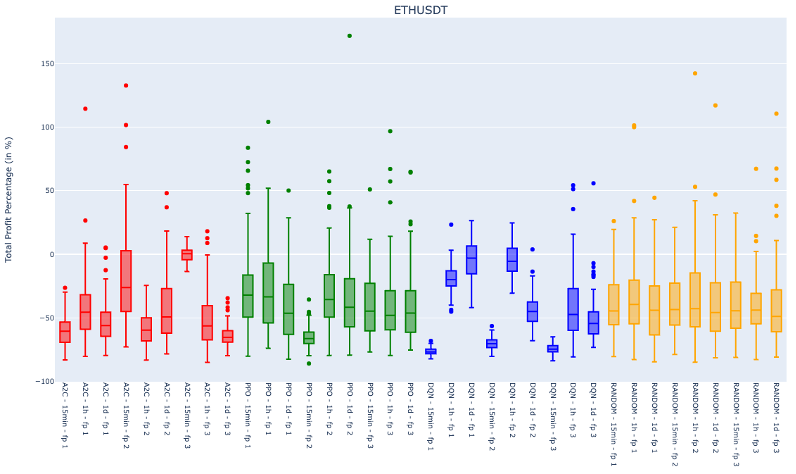 ETHUSDT
Total Profit Percentage (in %)
150
100
50
0
−50
−100
A2C - 15min - fp 1
A2C - 1h - fp 1
A2C - 1d - fp 1
A2C - 15min - fp 2
A2C - 1h - fp 2
A2C - 1d - fp 2
A2C - 15min - fp 3
A2C - 1h - fp 3
A2C - 1d - fp 3
PPO - 15min - fp 1
PPO - 1h - fp 1
PPO - 1d - fp 1
PPO - 15min - fp 2
PPO - 1h - fp 2
PPO - 1d - fp 2
PPO - 15min - fp 3
PPO - 1h - fp 3
PPO - 1d - fp 3
DQN - 15min - fp 1
DQN - 1h - fp 1
DQN - 1d - fp 1
DQN - 15min - fp 2
DQN - 1h - fp 2
DQN - 1d - fp 2
DQN - 15min - fp 3
DQN - 1h - fp 3
DQN - 1d - fp 3
RANDOM - 15min - fp 1
RANDOM - 1h - fp 1
RANDOM - 1d - fp 1
RANDOM - 15min - fp 2
RANDOM - 1h - fp 2
RANDOM - 1d - fp 2
RANDOM - 15min - fp 3
RANDOM - 1h - fp 3
RANDOM - 1d - fp 3